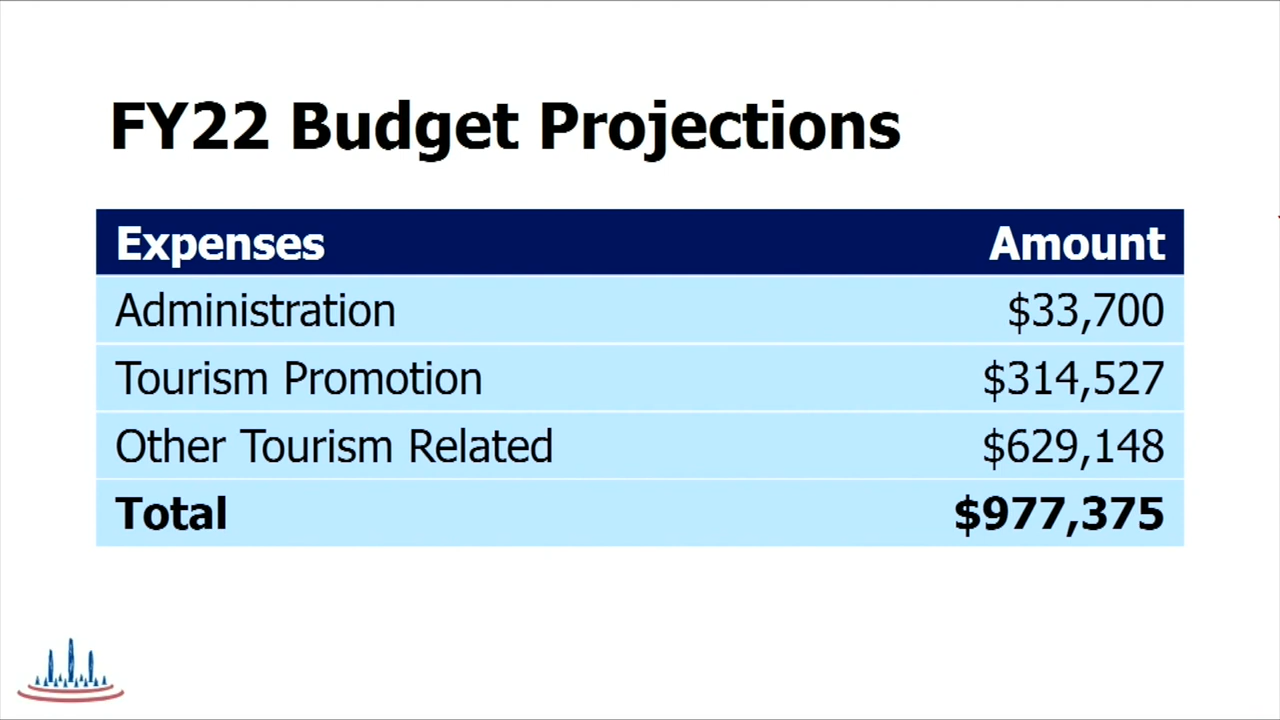 FY22 Budget Projections
Expenses Amount
Administration $33,700
Tourism Promotion $314,527
Other Tourism Related $629,148
Total $977,375